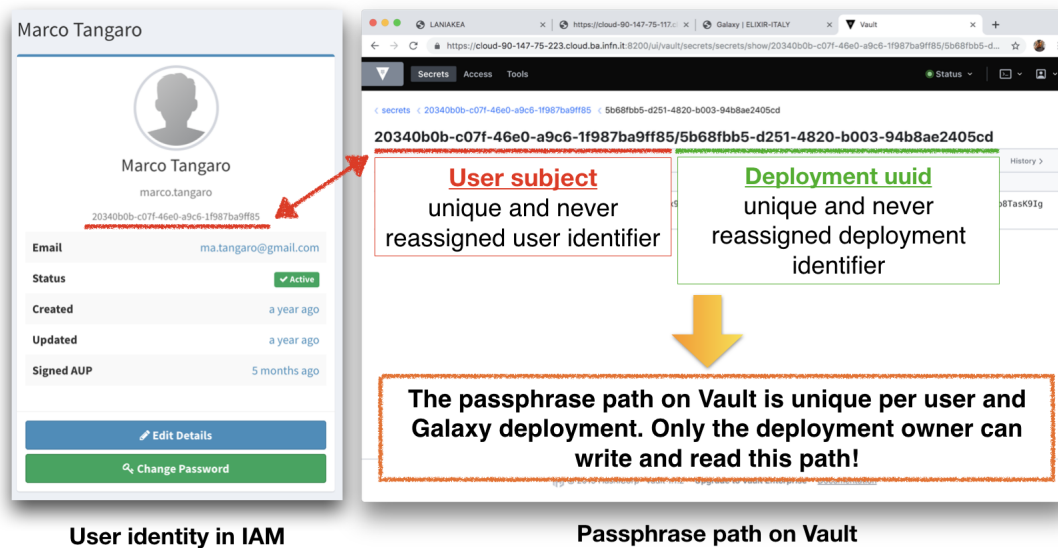 Marco Tangaro
Marco Tangaro
marco.tangaro
20340b0b-c07f-46e0-a9c6-1f987ba9ff85
Email ma.tangaro@gmail.com
Status Active
Created a year ago
Updated a year ago
Signed AUP 5 months ago
Edit Details
Change Password
User identity in IAM
LANIAKEA https://cloud-90-147-75-117.c Galaxy | ELIXIR-ITALY Vault
https://cloud-90-147-75-223.cloud.ba.infn.it:8200/ui/vault/secrets/secrets/show/20340b0b-c07f-46e0-a9c6-1f987ba9ff85/5b68fbb5-d...
Secrets Access Tools Status
secrets 20340b0b-c07f-46e0-a9c6-1f987ba9ff85 5b68fbb5-d251-4820-b003-94b8ae2405cd
20340b0b-c07f-46e0-a9c6-1f987ba9ff85/5b68fbb5-d251-4820-b003-94b8ae2405cd
History
User subject
unique and never
reassigned user identifier
Deployment uuid
unique and never
reassigned deployment
identifier
8TasK9Ig
The passphrase path on Vault is unique per user and
Galaxy deployment. Only the deployment owner can
write and read this path!
Upgrade to Vault Enterprise Documentation
Passphrase path on Vault